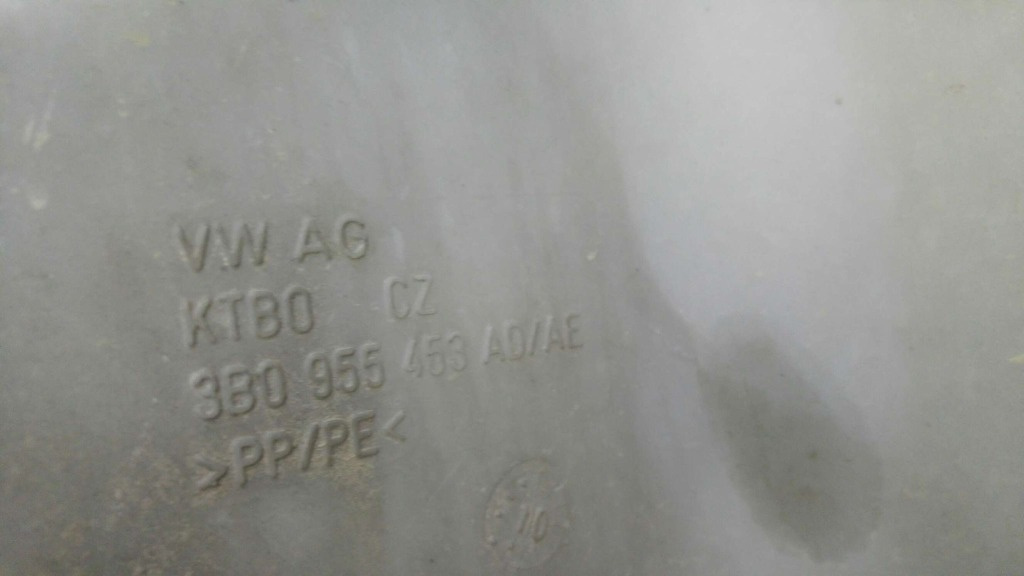 VW AG
KTBO CZ
3B0 955 453 AD/AE
>PP/PE<